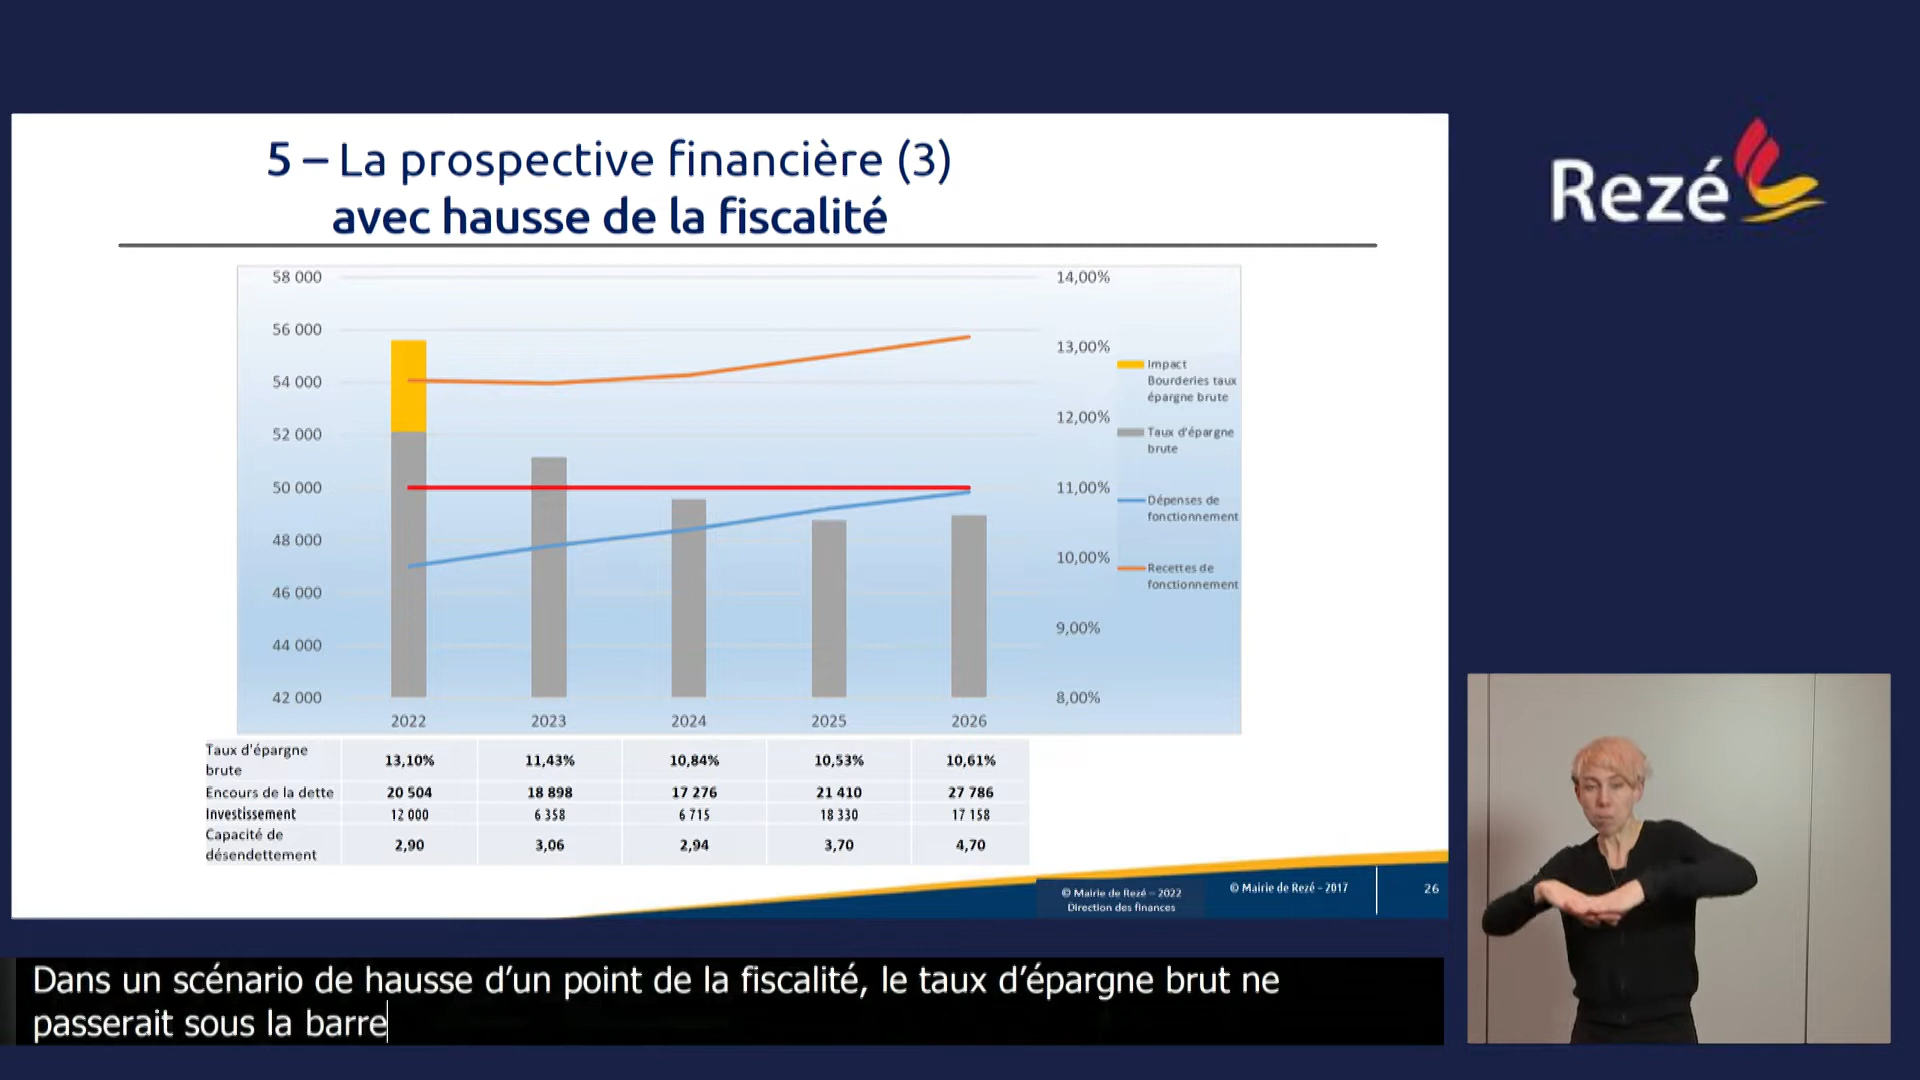 5 – La prospective financière (3)
avec hausse de la fiscalité
Rezé
58 000
56 000
54 000
52 000
50 000
48 000
46 000
44 000
42 000
14,00%
13,00%
12,00%
11,00%
10,00%
9,00%
8,00%
Impact
Bourderies taux
épargne brute
Taux d'épargne
brute
Dépenses de
fonctionnement
Recettes de
fonctionnement
2022 2023 2024 2025 2026
Taux d'épargne
brute 13,10% 11,43% 10,84% 10,53% 10,61%
Encours de la dette 20 504 18 898 17 276 21 410 27 786
Investissement 12 000 6 358 6 715 18 330 17 158
Capacité de
désendettement 2,90 3,06 2,94 3,70 4,70
© Mairie de Rezé – 2022
Direction des finances
© Mairie de Rezé – 2017
26
Dans un scénario de hausse d’un point de la fiscalité, le taux d’épargne brut ne
passerait sous la barre